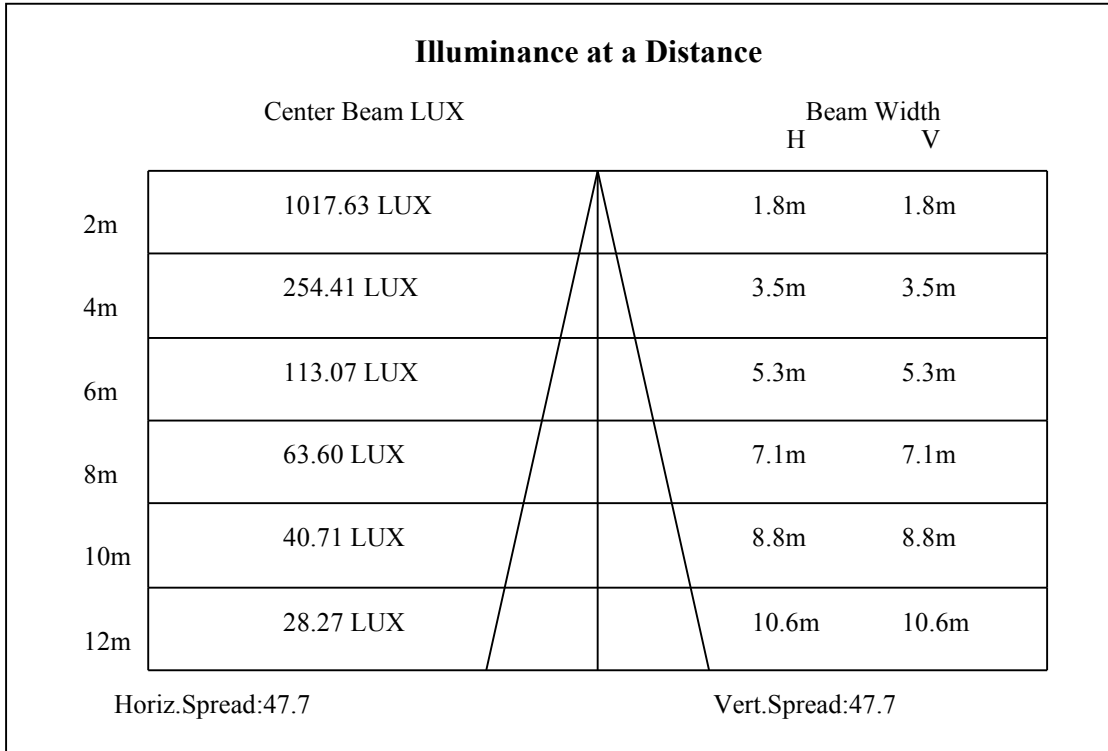 Illuminance at a Distance
Center Beam LUX Beam Width
H V
2m 1017.63 LUX 1.8m 1.8m
4m 254.41 LUX 3.5m 3.5m
6m 113.07 LUX 5.3m 5.3m
8m 63.60 LUX 7.1m 7.1m
10m 40.71 LUX 8.8m 8.8m
12m 28.27 LUX 10.6m 10.6m
Horiz.Spread:47.7 Vert.Spread:47.7